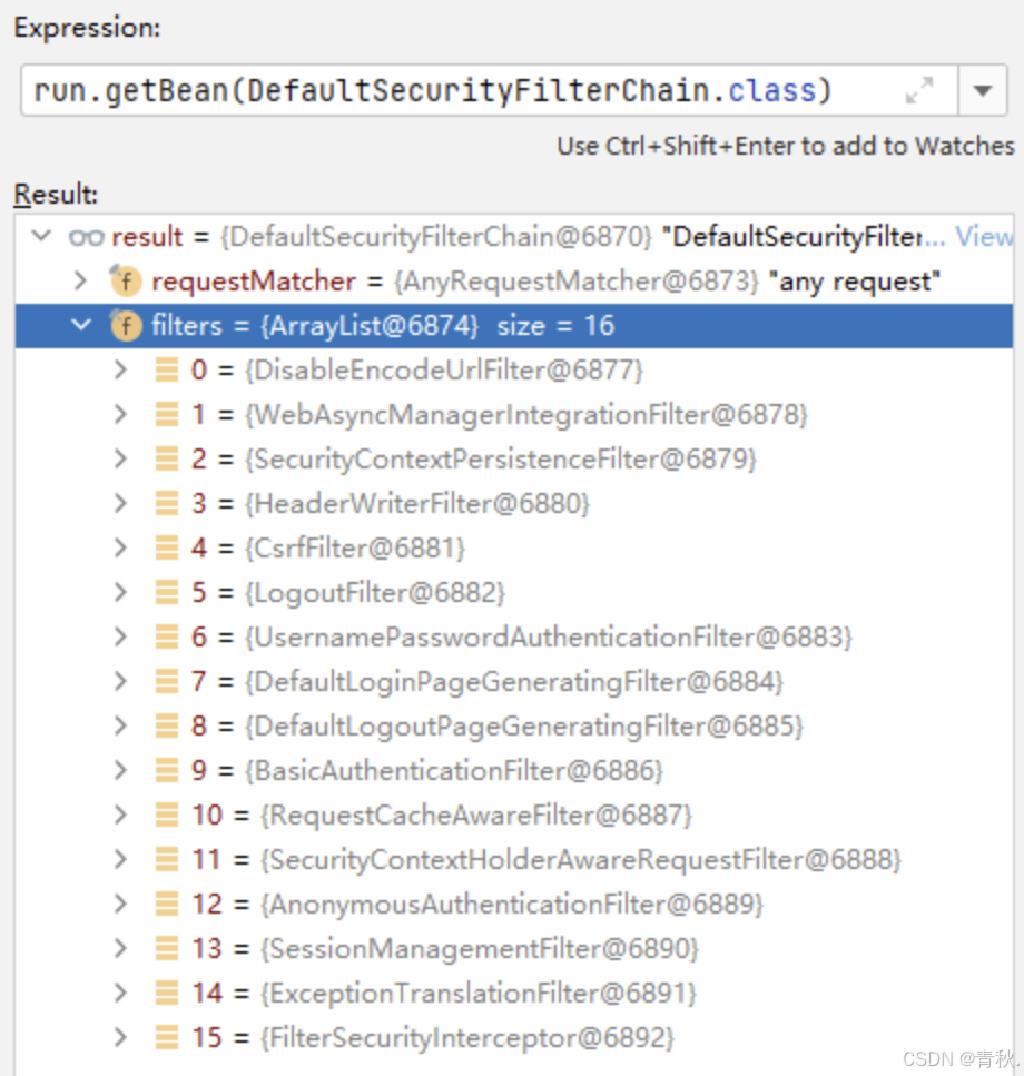 Expression:
run.getBean(DefaultSecurityFilterChain.class)
Use Ctrl+Shift+Enter to add to Watches
Result:
result = {DefaultSecurityFilterChain@6870} "DefaultSecurityFilter... View
f requestMatcher = {AnyRequestMatcher@6873} "any request"
f filters = {ArrayList@6874} size = 16
0 = {DisableEncodeUrlFilter@6877}
1 = {WebAsyncManagerIntegrationFilter@6878}
2 = {SecurityContextPersistenceFilter@6879}
3 = {HeaderWriterFilter@6880}
4 = {CsrfFilter@6881}
5 = {LogoutFilter@6882}
6 = {UsernamePasswordAuthenticationFilter@6883}
7 = {DefaultLoginPageGeneratingFilter@6884}
8 = {DefaultLogoutPageGeneratingFilter@6885}
9 = {BasicAuthenticationFilter@6886}
10 = {RequestCacheAwareFilter@6887}
11 = {SecurityContextHolderAwareRequestFilter@6888}
12 = {AnonymousAuthenticationFilter@6889}
13 = {SessionManagementFilter@6890}
14 = {ExceptionTranslationFilter@6891}
15 = {FilterSecurityInterceptor@6892}
CSDN @青秋.